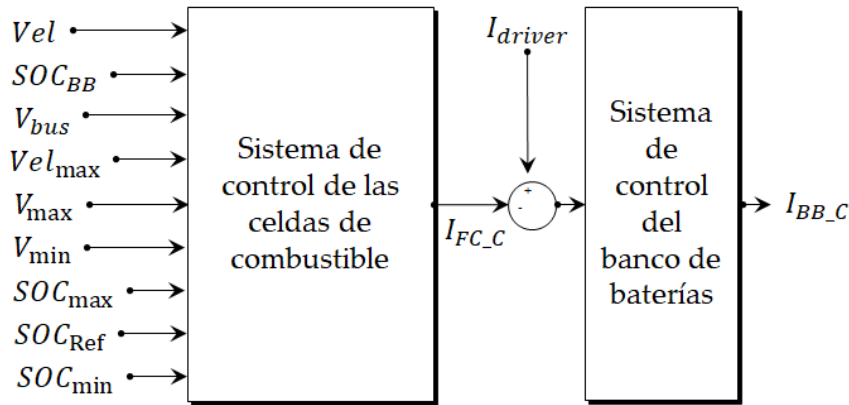 Vel
SOC_BB
V_bus
Vel_max
V_max
V_min
SOC_max
SOC_Ref
SOC_min
Sistema de
control de las
celdas de
combustible
I_FC_C
I_driver
+
-
Sistema
de
control
del
banco de
baterías
I_BB_C